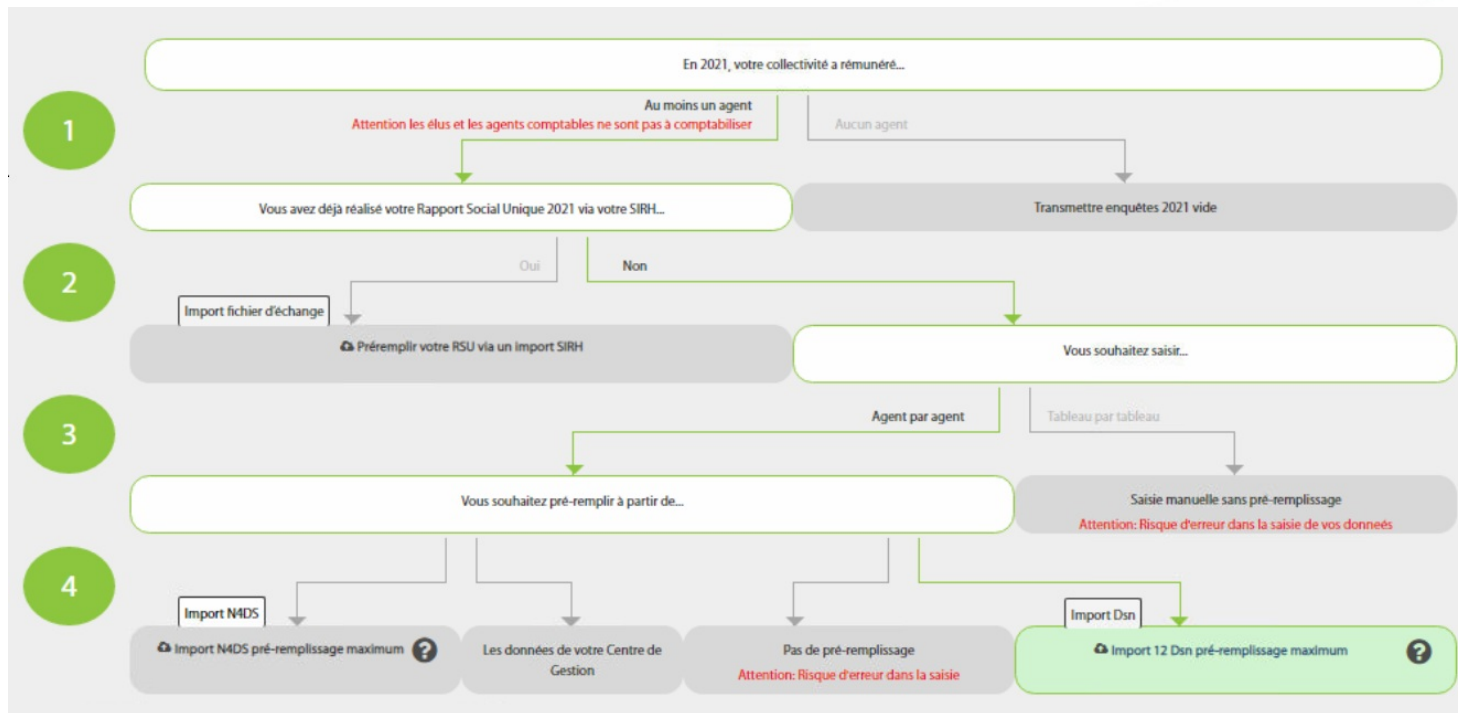 En 2021, votre collectivité a rémunéré...
1
Au moins un agent
Attention les élus et les agents comptables ne sont pas à comptabiliser
Aucun agent
Vous avez déjà réalisé votre Rapport Social Unique 2021 via votre SIRH...
Transmettre enquêtes 2021 vide
2
Oui
Non
Import fichier d'échange
Préremplir votre RSU via un import SIRH
Vous souhaitez saisir...
3
Agent par agent
Tableau par tableau
Vous souhaitez pré-remplir à partir de...
Saisie manuelle sans pré-remplissage
Attention: Risque d'erreur dans la saisie de vos donneés
4
Import N4DS
Import N4DS pré-remplissage maximum ?
Les données de votre Centre de
Gestion
Pas de pré-remplissage
Attention: Risque d'erreur dans la saisie
Import Dsn
Import 12 Dsn pré-remplissage maximum ?